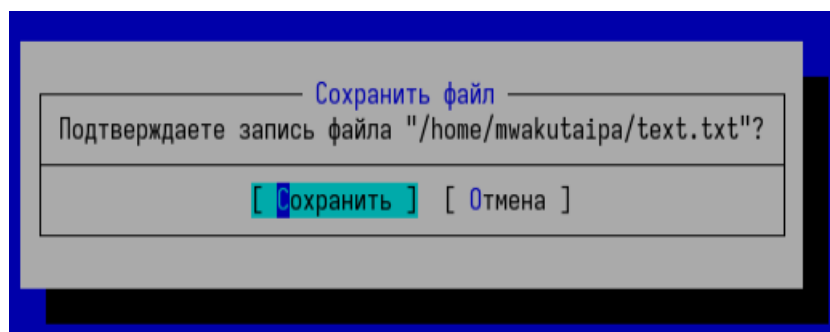 Сохранить файл
Подтверждаете запись файла "/home/mwakutaipa/text.txt"?
[ Сохранить ] [ Отмена ]